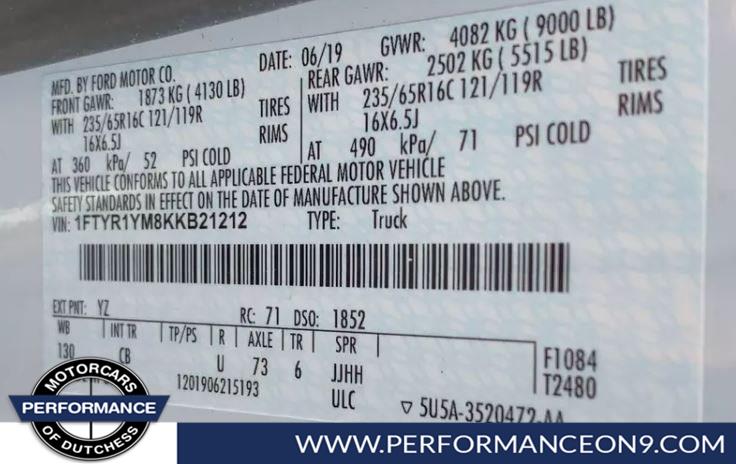 MFD. BY FORD MOTOR CO. DATE: 06/19 GVWR: 4082 KG ( 9000 LB)
FRONT GAWR: 1873 KG ( 4130 LB) REAR GAWR: 2502 KG ( 5515 LB)
WITH 235/65R16C 121/119R TIRES WITH 235/65R16C 121/119R TIRES
16X6.5J RIMS 16X6.5J RIMS
AT 360 kPa/ 52 PSI COLD AT 490 kPa/ 71 PSI COLD
THIS VEHICLE CONFORMS TO ALL APPLICABLE FEDERAL MOTOR VEHICLE
SAFETY STANDARDS IN EFFECT ON THE DATE OF MANUFACTURE SHOWN ABOVE.
VIN: 1FTYR1YM8KKB21212 TYPE: Truck
EXT PNT: YZ RC: 71 DSO: 1852
WB INT TR TP/PS R AXLE TR SPR
130 CB U 73 6 JJHH F1084
1201906215193 ULC T2480
▽ 5U5A-3520472-AA
MOTORCARS
PERFORMANCE
OF DUTCHESS
WWW.PERFORMANCEON9.COM